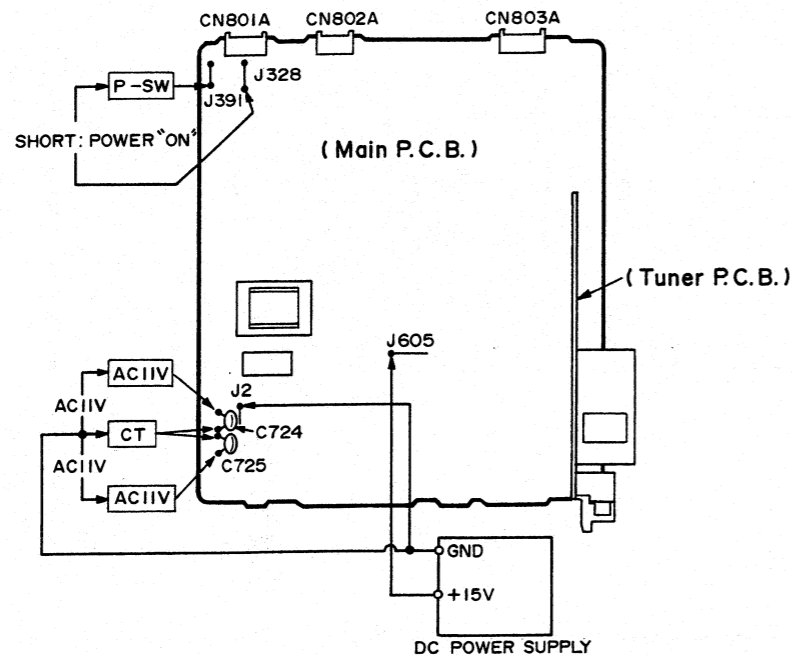 CN801A CN802A CN803A
P-SW
J328
J391
SHORT: POWER "ON"
(Main P.C.B.)
(Tuner P.C.B.)
J605
AC11V
J2
AC11V
CT
C724
AC11V
C725
AC11V
GND
+15V
DC POWER SUPPLY